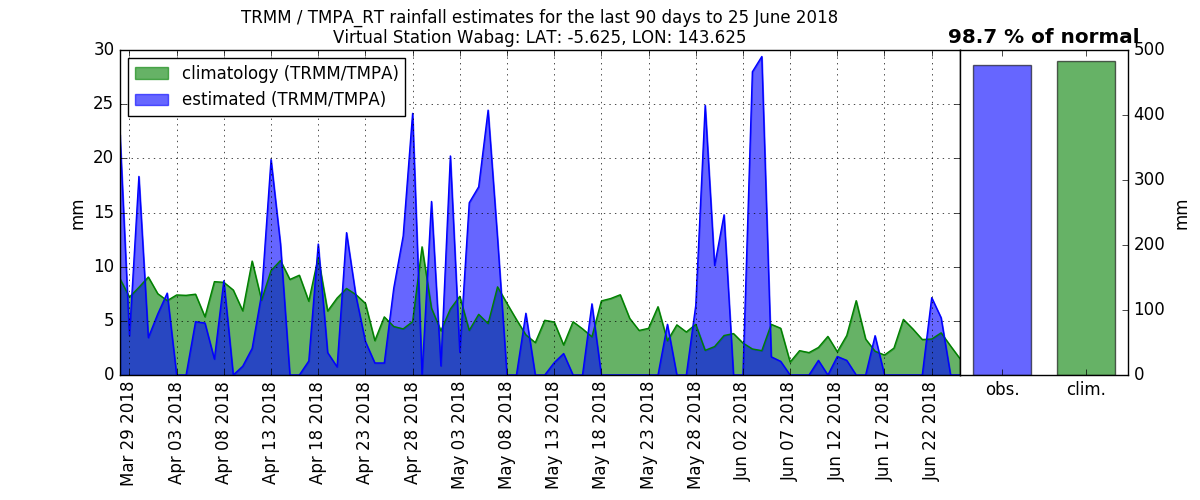 TRMM / TMPA_RT rainfall estimates for the last 90 days to 25 June 2018
Virtual Station Wabag: LAT: -5.625, LON: 143.625
98.7 % of normal
climatology (TRMM/TMPA)
estimated (TRMM/TMPA)
30
25
20
15
10
5
0
mm
Mar 29 2018
Apr 03 2018
Apr 08 2018
Apr 13 2018
Apr 18 2018
Apr 23 2018
Apr 28 2018
May 03 2018
May 08 2018
May 13 2018
May 18 2018
May 23 2018
May 28 2018
Jun 02 2018
Jun 07 2018
Jun 12 2018
Jun 17 2018
Jun 22 2018
500
400
300
200
100
0
mm
obs.
clim.